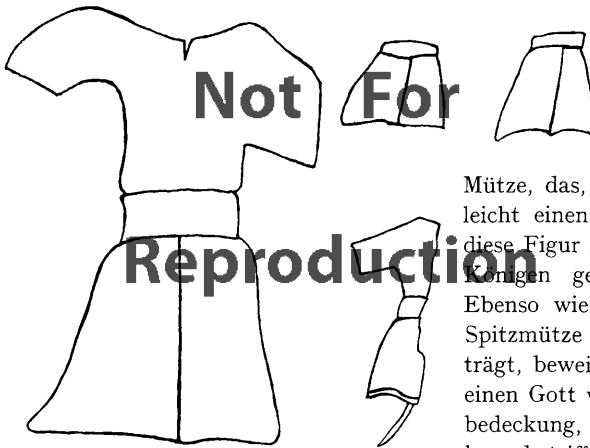 Not For
Reproduction
Mütze, das,
leicht einen
diese Figur
Königen ge
Ebenso wie
Spitzmütze
trägt, bewei
einen Gott v
bedeckung,